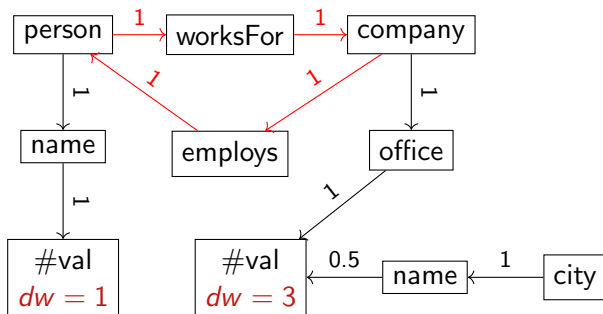 person 1 worksFor 1 company
1 1 1 1
name employs office
1 1
#val #val 0.5 name 1 city
dw = 1 dw = 3